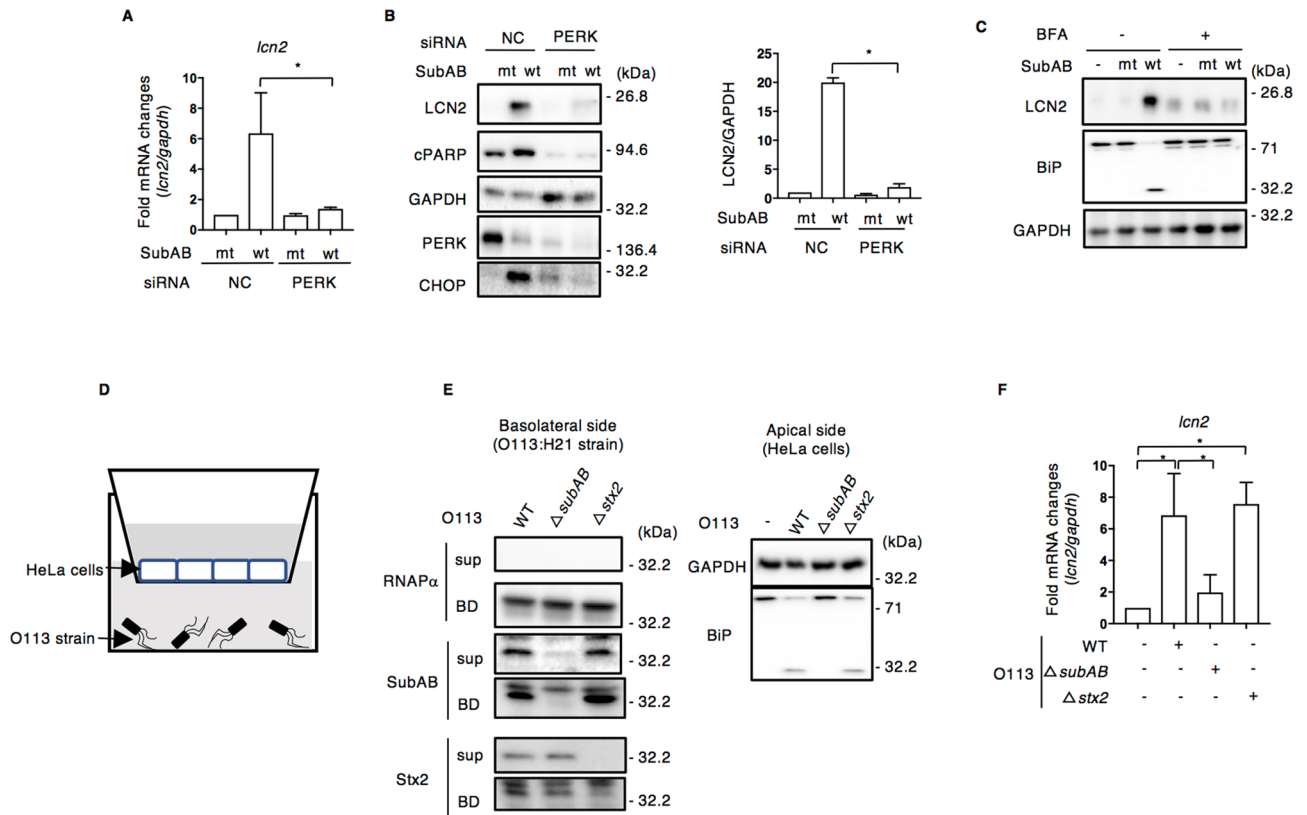 A
lcn2
Fold mRNA changes
(lcn2/gapdh)
10
8
6
4
2
0
*
SubAB mt wt mt wt
siRNA NC PERK
B
siRNA NC PERK
SubAB mt wt mt wt (kDa)
LCN2 - 26.8
cPARP - 94.6
GAPDH - 32.2
PERK - 136.4
CHOP - 32.2
LCN2/GAPDH
25
20
15
10
5
0
*
SubAB mt wt mt wt
siRNA NC PERK
C
BFA - +
SubAB - mt wt - mt wt (kDa)
LCN2 - 26.8
BiP - 71
- 32.2
GAPDH - 32.2
D
HeLa cells
O113 strain
E
Basolateral side
(O113:H21 strain)
O113 WT △subAB △stx2 (kDa)
RNAPα sup - 32.2
BD - 32.2
SubAB sup - 32.2
BD - 32.2
Stx2 sup - 32.2
BD - 32.2
Apical side
(HeLa cells)
O113 - WT △subAB △stx2 (kDa)
GAPDH - 32.2
BiP - 71
- 32.2
F
lcn2
Fold mRNA changes
(lcn2/gapdh)
10
8
6
4
2
0
*
* *
O113 WT - + - -
△subAB - - + -
△stx2 - - - +